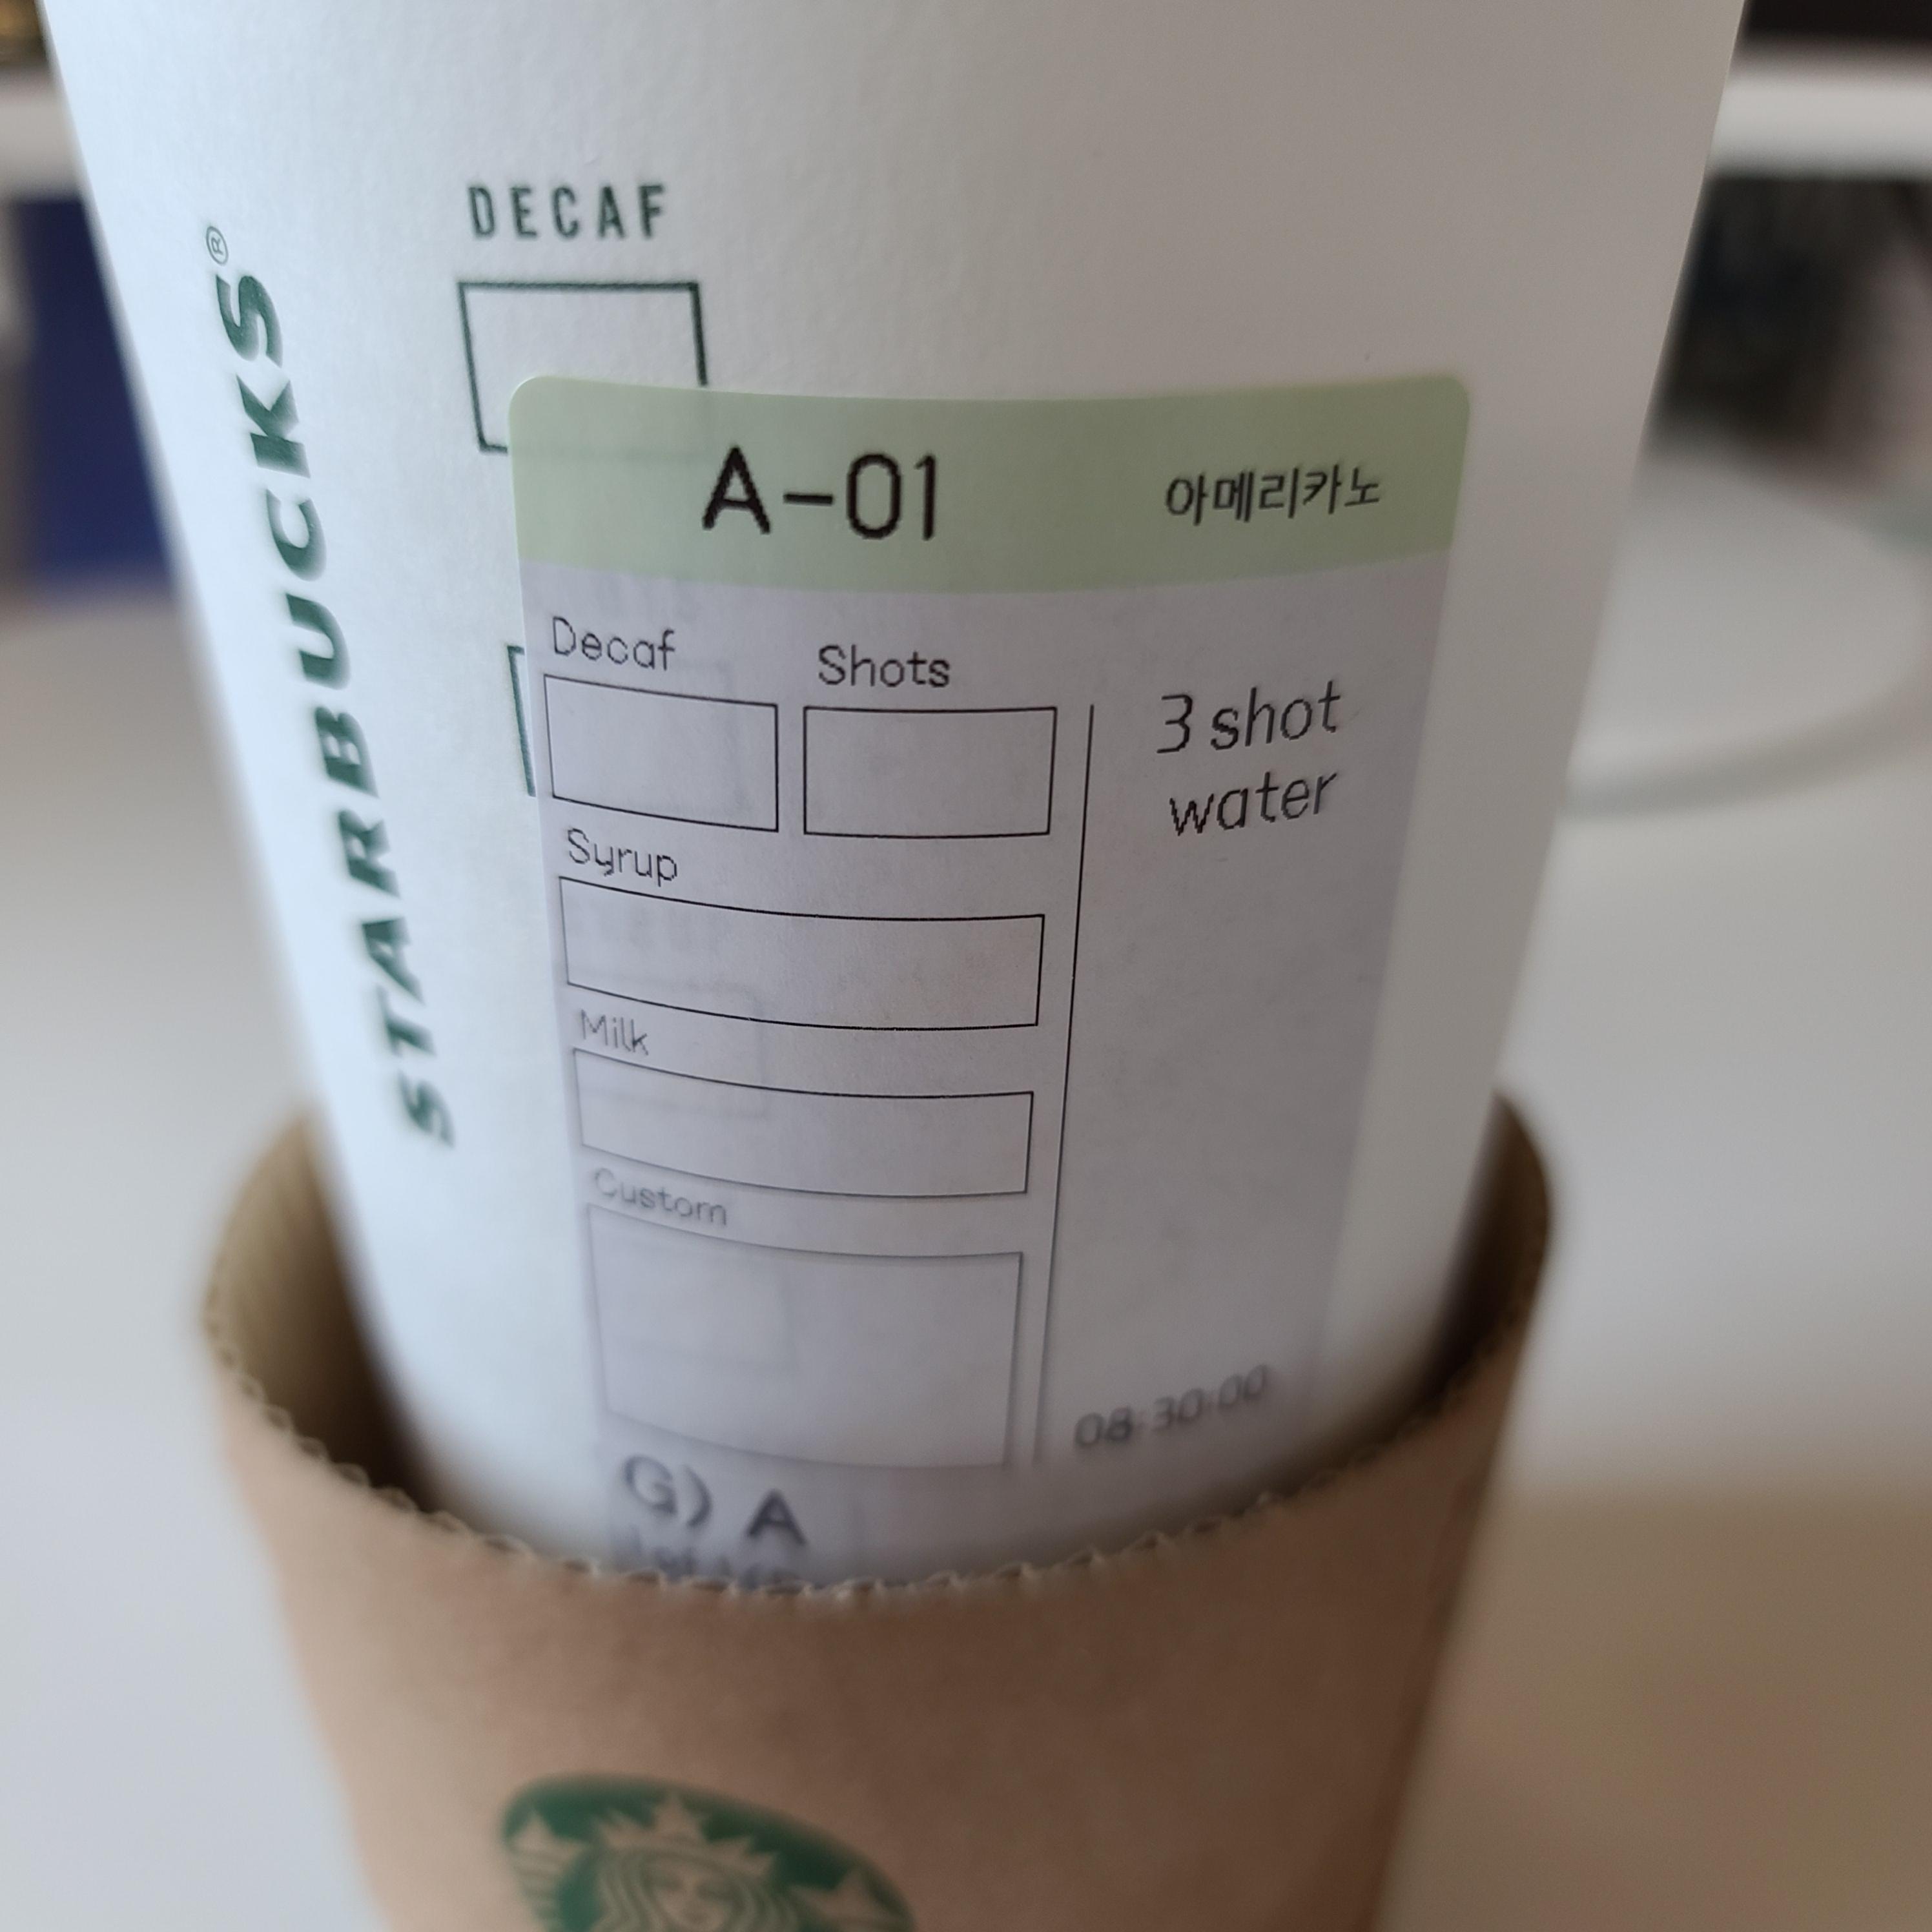 STARBUCKS®
DECAF
A-01 아메리카노
Decaf Shots
3 shot
water
Syrup
Milk
Custom
08:30:00
G) A